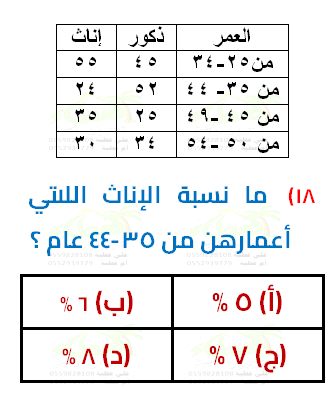 العمر ذكور إناث
من ٢٥-٣٤ ٤٥ ٥٥
من ٣٥- ٤٤ ٥٢ ٢٤
من ٤٥ -٤٩ ٢٥ ٣٥
من ٥٠ -٥٤ ٣٤ ٣٠
١٨) ما نسبة الإناث اللاتي
أعمارهن من ٣٥-٤٤ عام ؟
(أ) ٥ % (ب) ٦ %
(ج) ٧ % (د) ٨ %